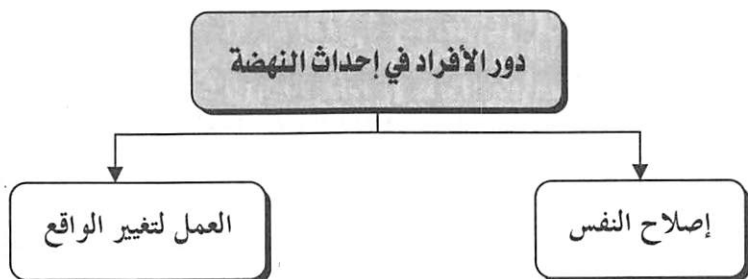 دور الأفراد في إحداث النهضة
إصلاح النفس
العمل لتغيير الواقع